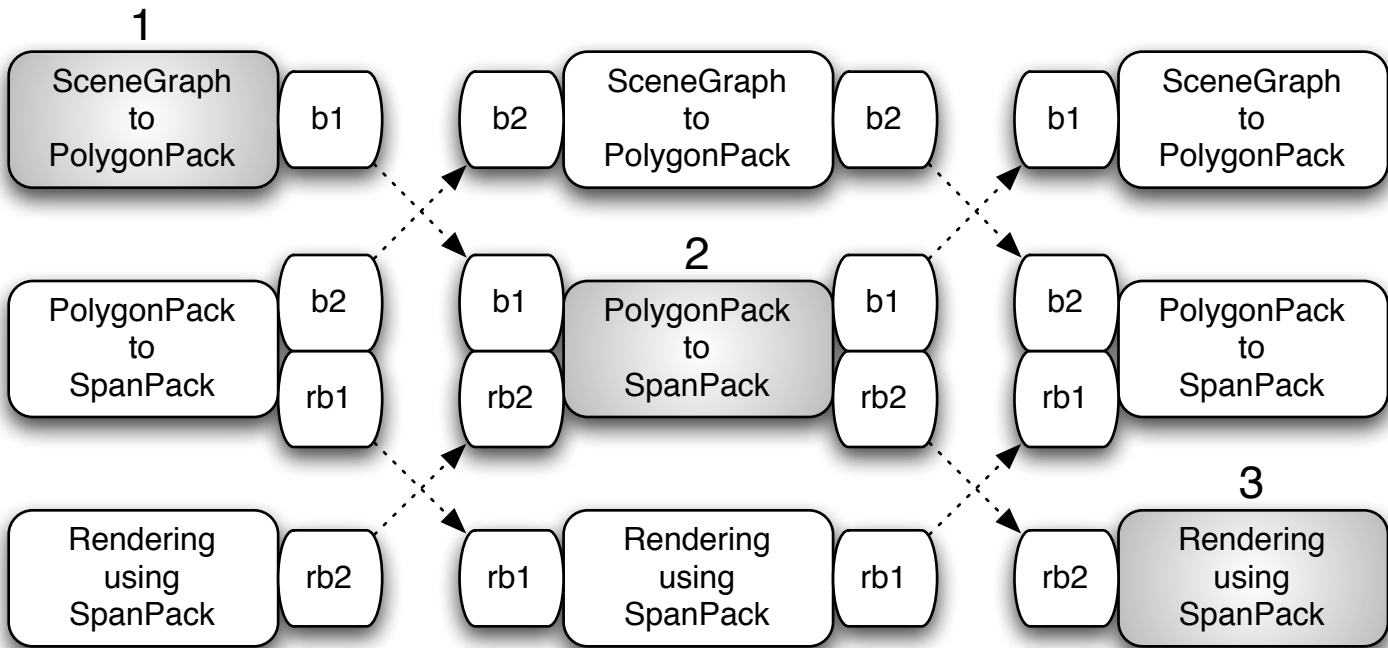 1
SceneGraph
to
PolygonPack
b1
b2
SceneGraph
to
PolygonPack
b2
b1
SceneGraph
to
PolygonPack
PolygonPack
to
SpanPack
b2
rb1
b1
rb2
2
PolygonPack
to
SpanPack
b1
rb2
b2
rb1
PolygonPack
to
SpanPack
Rendering
using
SpanPack
rb2
rb1
Rendering
using
SpanPack
rb1
rb2
3
Rendering
using
SpanPack